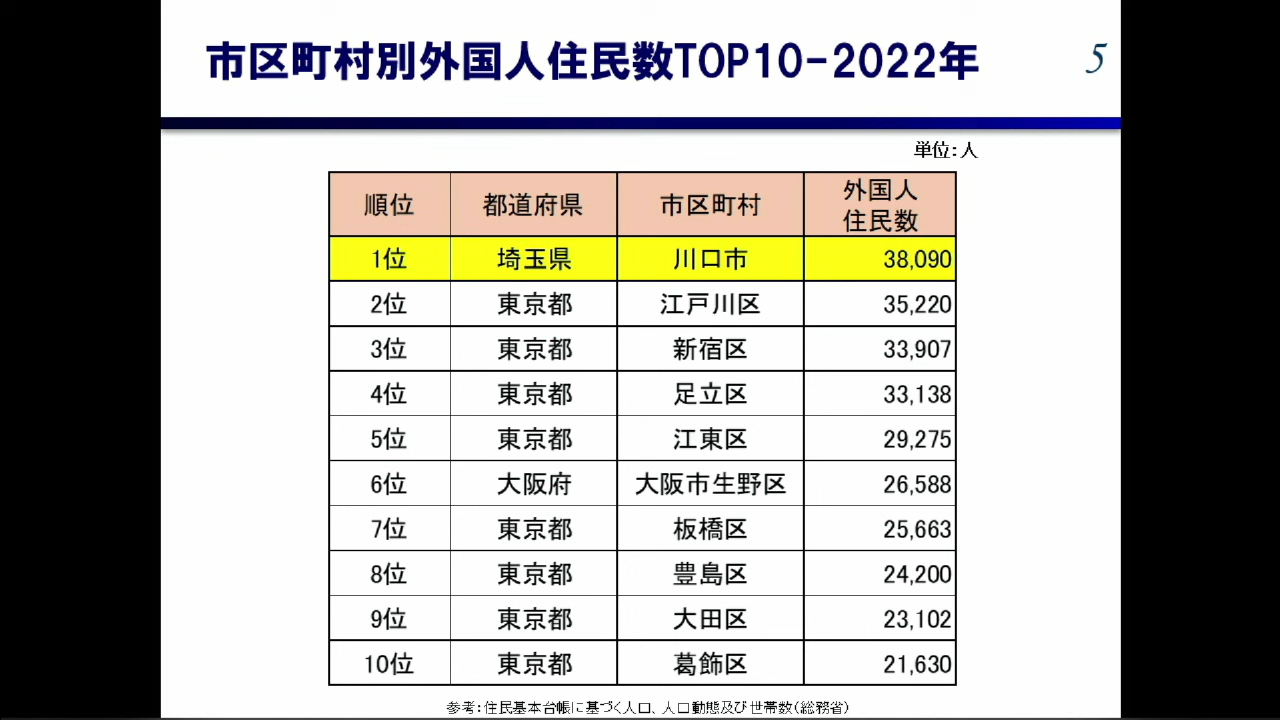 市区町村別外国人住民数TOP10-2022年
5
単位:人
順位 都道府県 市区町村 外国人住民数
1位 埼玉県 川口市 38,090
2位 東京都 江戸川区 35,220
3位 東京都 新宿区 33,907
4位 東京都 足立区 33,138
5位 東京都 江東区 29,275
6位 大阪府 大阪市生野区 26,588
7位 東京都 板橋区 25,663
8位 東京都 豊島区 24,200
9位 東京都 大田区 23,102
10位 東京都 葛飾区 21,630
参考:住民基本台帳に基づく人口、人口動態及び世帯数(総務省)